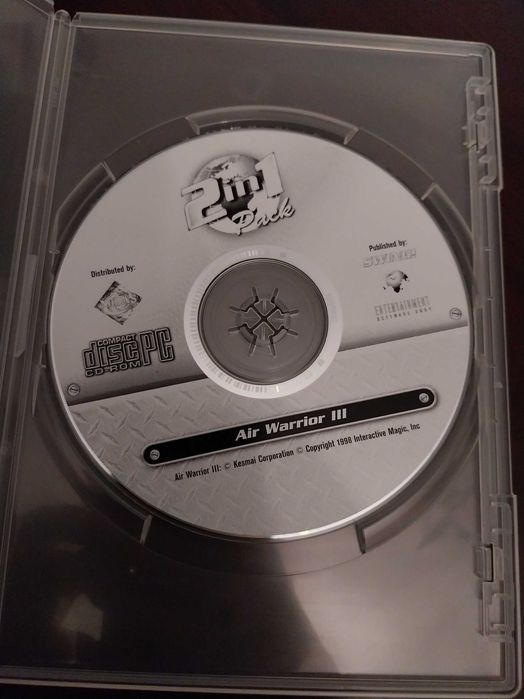 2in1
Pack
Distributed by:
Published by:
SWING!
ENTERTAINMENT
COMPACT
disc PC
CD-ROM
Air Warrior III
Air Warrior III: © Kesmai Corporation © Copyright 1998 Interactive Magic, Inc